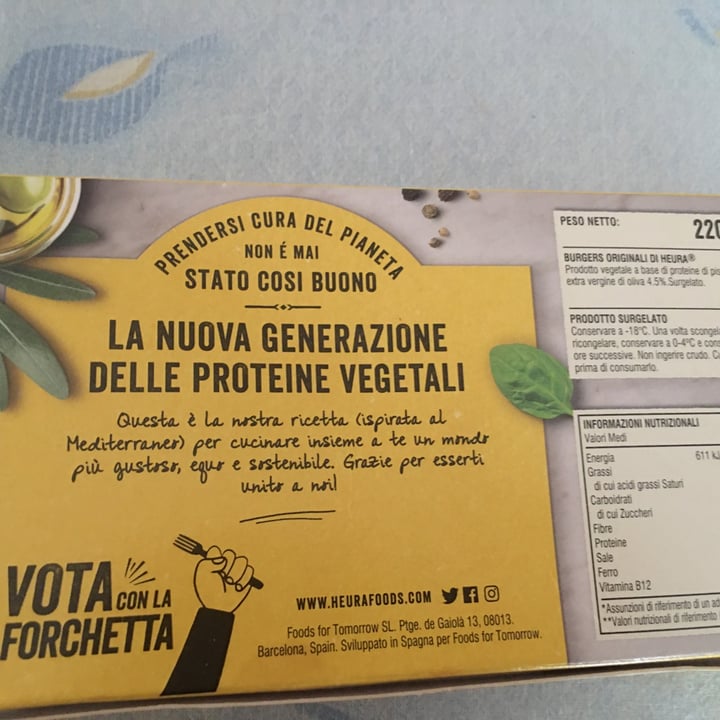 PRENDERSI CURA DEL PIANETA
NON É MAI
STATO COSI BUONO
LA NUOVA GENERAZIONE
DELLE PROTEINE VEGETALI
Questa è la nostra ricetta (ispirata al
Mediterraneo) per cucinare insieme a te un mondo
più gustoso, equo e sostenibile. Grazie per esserti
unito a noi!
VOTA
CON LA
FORCHETTA
WWW.HEURAFOODS.COM
Foods for Tomorrow SL. Ptge. de Gaiolà 13, 08013.
Barcelona, Spain. Sviluppato in Spagna per Foods for Tomorrow.
PESO NETTO: 220
BURGERS ORIGINALI DI HEURA®
Prodotto vegetale a base di proteine di
extra vergine di oliva 4.5%.Surgelato.
PRODOTTO SURGELATO
Conservare a -18°C. Una volta
ricongelare, conservare a 0-4ºC e
ore successive. Non ingerire crudo.
prima di consumarlo.
INFORMAZIONI NUTRIZIONALI
Valori Medi
Energia 611
Grassi
di cui acidi grassi Saturi
Carboidrati
di cui Zuccheri
Fibre
Proteine
Sale
Ferro
Vitamina B12
*Assunzioni di riferimento di un
**Valori nutrizionali di riferimento